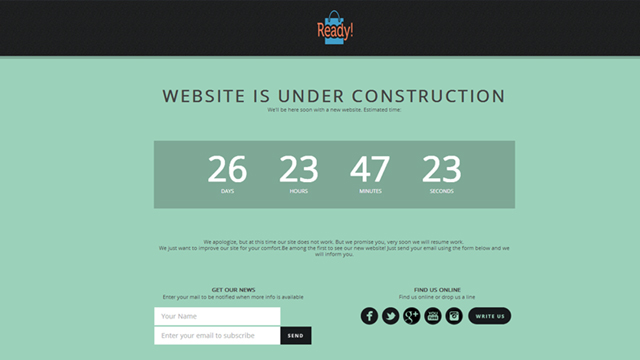 Ready!
WEBSITE IS UNDER CONSTRUCTION
We'll be here soon with a new website. Estimated time:
26 23 47 23
DAYS HOURS MINUTES SECONDS
We apologize, but at this time our site does not work. But we promise you, very soon we will resume work.
We just want to improve our site for your comfort.Be among the first to see our new website! Just send your email using the form below and we
will inform you.
GET OUR NEWS
Enter your mail to be notified when more info is available
Your Name
Enter your email to subscribe
SEND
FIND US ONLINE
Find us online or drop us a line
f g+ You Tube
WRITE US